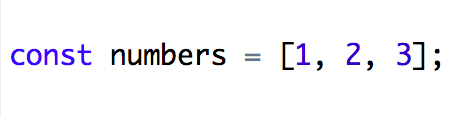 const numbers = [1, 2, 3];